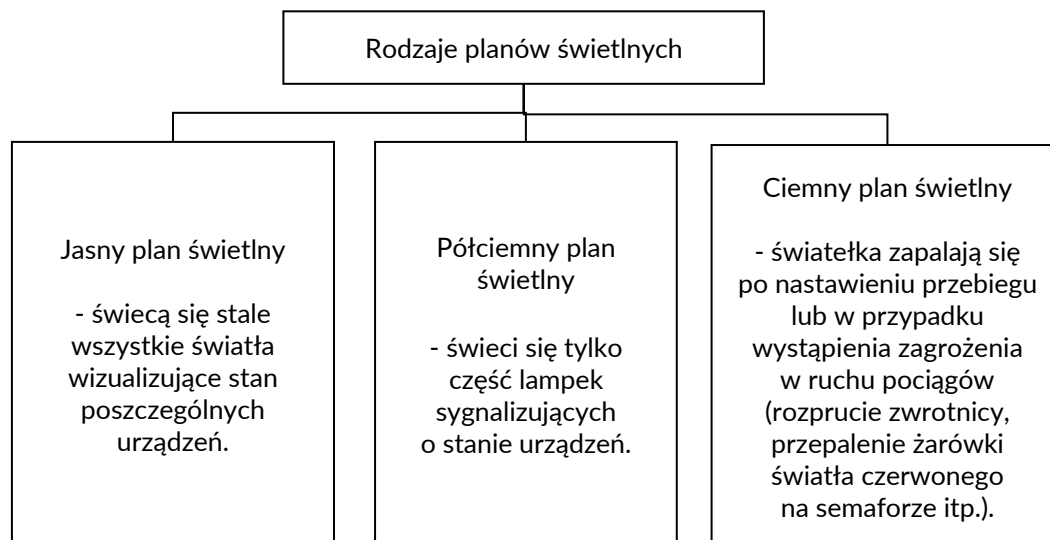 Rodzaje planów świetlnych
Jasny plan świetlny
- świecą się stale
wszystkie światła
wizualizujące stan
poszczególnych
urządzeń.
Półciemny plan
świetlny
- świeci się tylko
część lampek
sygnalizujących
o stanie urządzeń.
Ciemny plan świetlny
- światełka zapalają się
po nastawieniu przebiegu
lub w przypadku
wystąpienia zagrożenia
w ruchu pociągów
(rozprucie zwrotnicy,
przepalenie żarówki
światła czerwonego
na semaforze itp.).